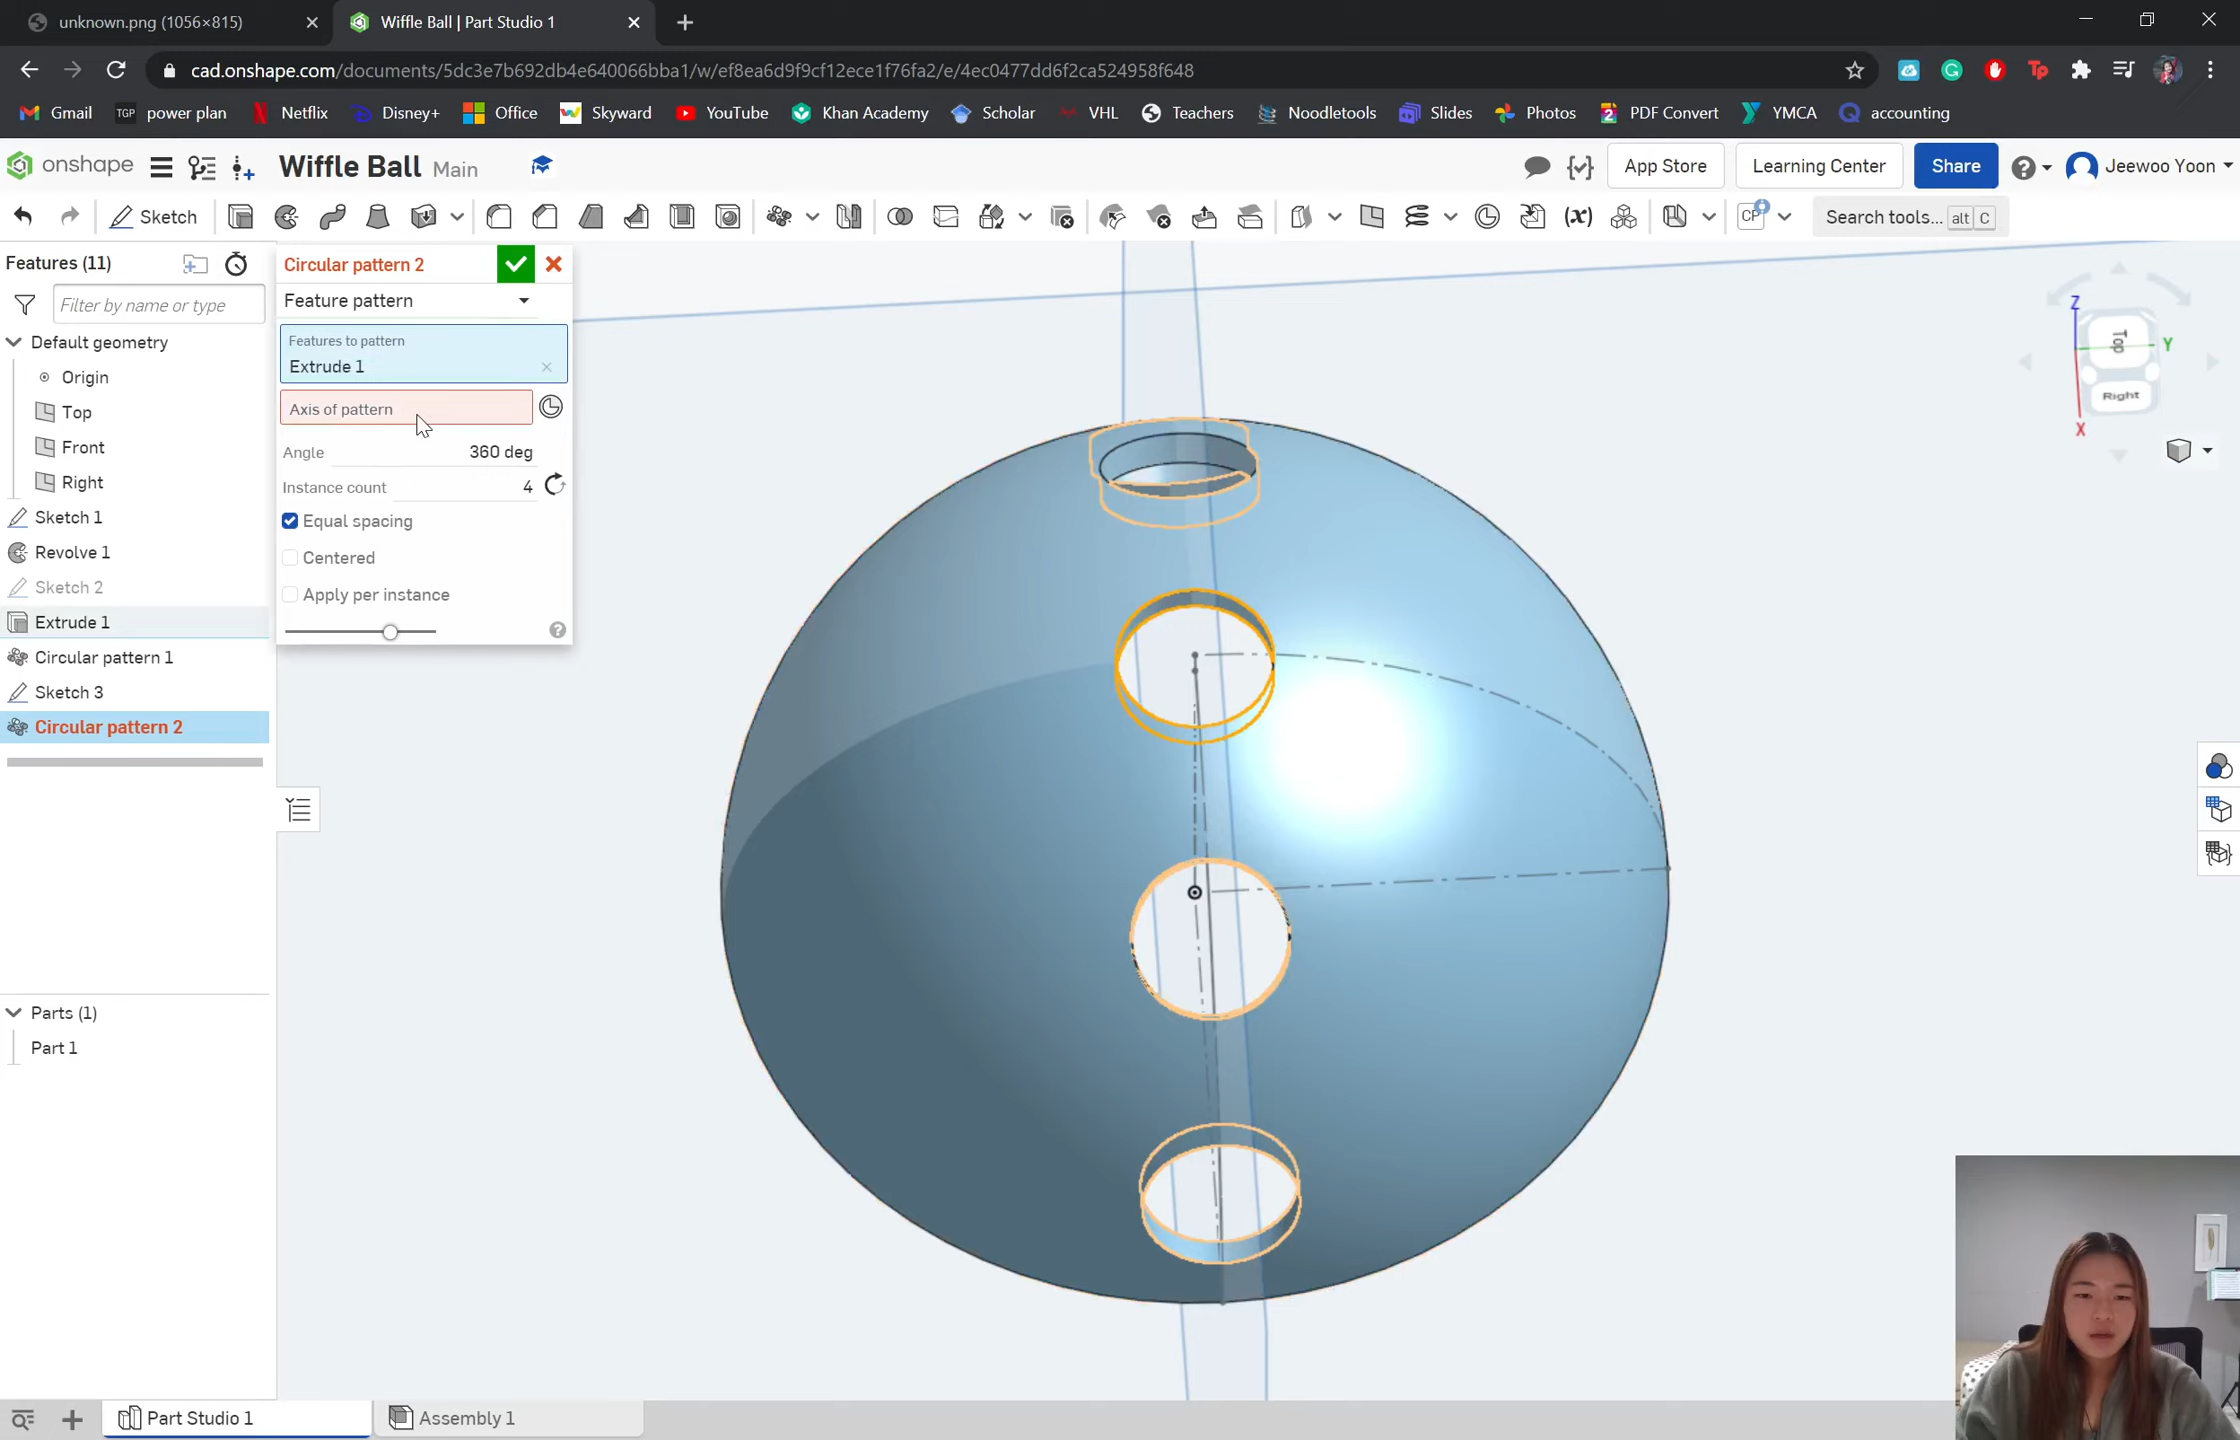 unknown.png (1056×815)
Wiffle Ball | Part Studio 1
cad.onshape.com/documents/5dc3e7b692db4e640066bba1/w/ef8ea6d9f9cf12ece1f76fa2/e/4ec0477dd6f2ca524958f648
Gmail
TGP power plan
Netflix
Disney+
Office
Skyward
YouTube
Khan Academy
Scholar
VHL
Teachers
Noodletools
Slides
Photos
PDF Convert
YMCA
accounting
onshape
Wiffle Ball Main
App Store
Learning Center
Share
Jeewoo Yoon
Sketch
(x)
CP
Search tools... alt C
Features (11)
Filter by name or type
Default geometry
Origin
Top
Front
Right
Sketch 1
Revolve 1
Sketch 2
Extrude 1
Circular pattern 1
Sketch 3
Circular pattern 2
Circular pattern 2
Feature pattern
Features to pattern
Extrude 1
Axis of pattern
Angle 360 deg
Instance count 4
Equal spacing
Centered
Apply per instance
Z
Top
Y
Right
X
Parts (1)
Part 1
Part Studio 1
Assembly 1